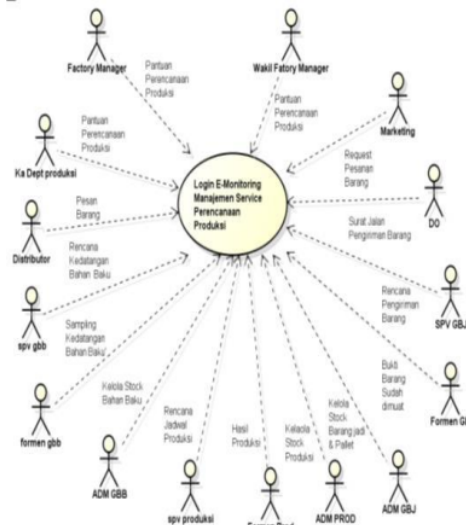 Factory Manager
Wakil Fatory Manager
Pantuan
Perencanaan
Produksi
Pantuan
Perencanaan
Produksi
Marketing
Pantuan
Perencanaan
Produksi
Ka Dept produksi
Request
Pesanan
Barang
Login E-Monitoring
Manajemen Service
Perencanaan
Produksi
Pesan
Barang
Distributor
DO
Surat Jalan
Pengiriman Barang
Rencana
Kedatangan
Bahan Baku
spv gbb
SPV GBJ
Rencana
Pengiriman
Barang
Sampling
Kedatangan
Bahan Baku'
formen gbb
Bukti
Barang
Sudah
dimuat
Formen
Kelola Stock
Bahan Baku
ADM GBB
Rencana
Jadwal
Produksi
spv produksi
Hasil
Produksi
Kelaola
Stock
Produksi
ADM PROD
Kelola
Stock
Barang jadi
& Pallet
ADM GBJ